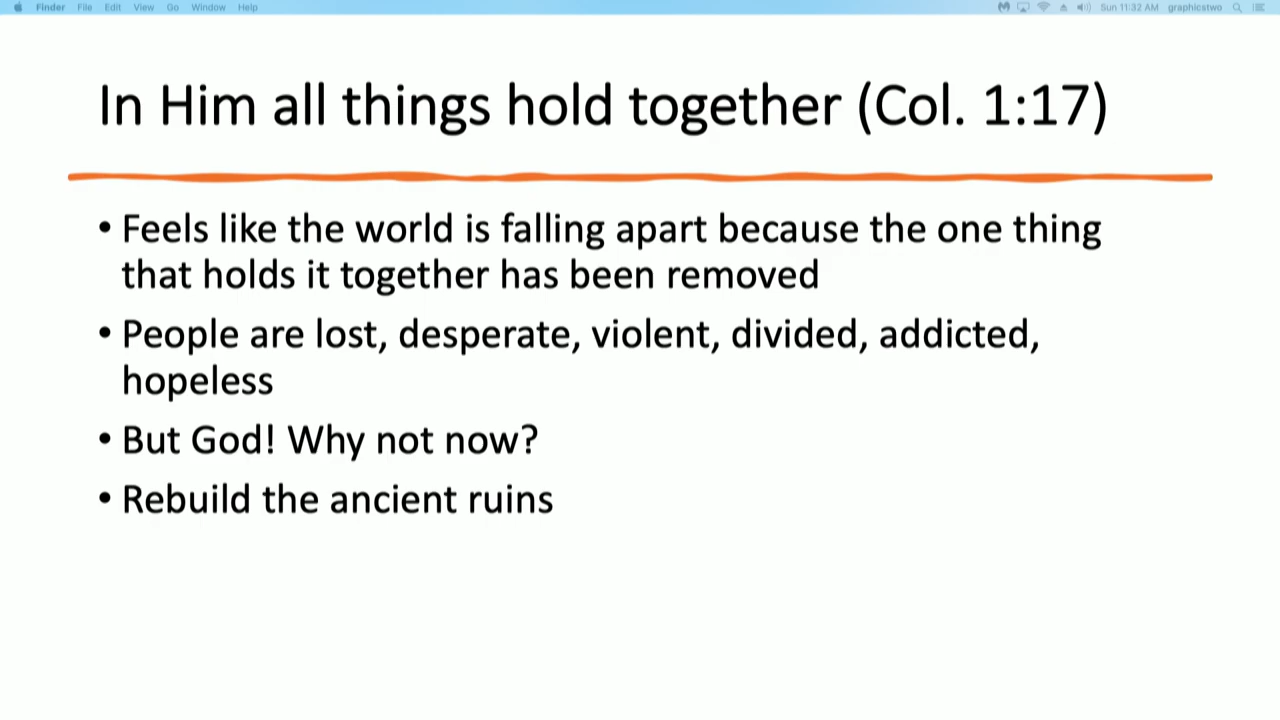 Finder File Edit View Go Window Help Sun 11:32 AM graphicstwo
In Him all things hold together (Col. 1:17)
• Feels like the world is falling apart because the one thing
that holds it together has been removed
• People are lost, desperate, violent, divided, addicted,
hopeless
• But God! Why not now?
• Rebuild the ancient ruins